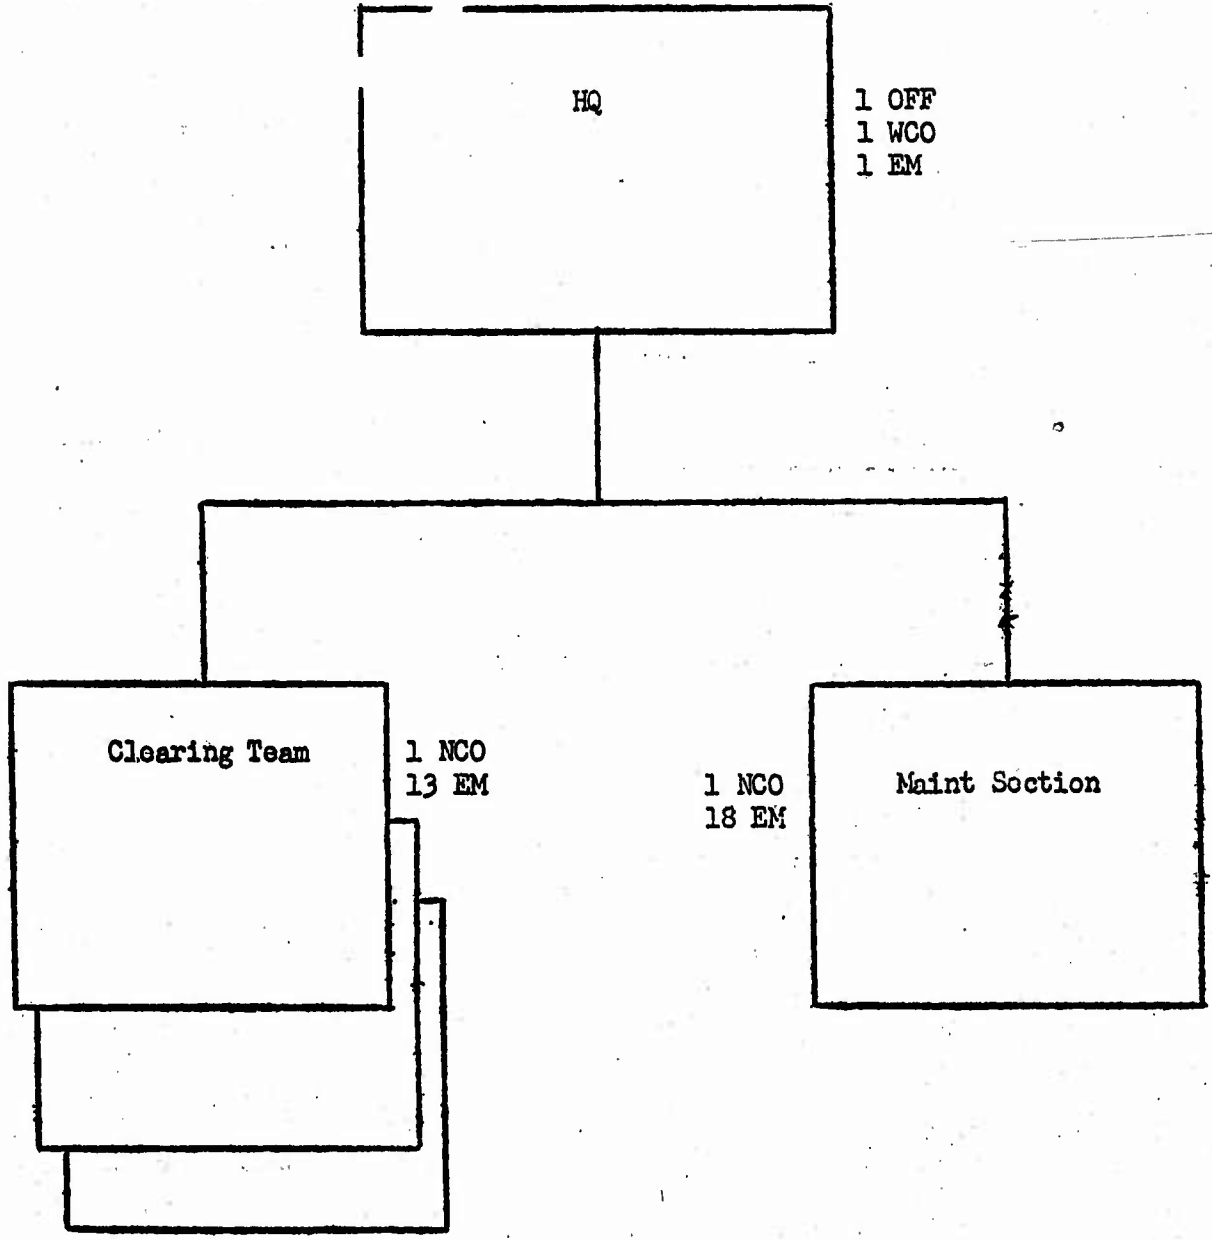 HQ
1 OFF
1 WCO
1 EM
Clearing Team
1 NCO
13 EM
1 NCO
18 EM
Maint Section